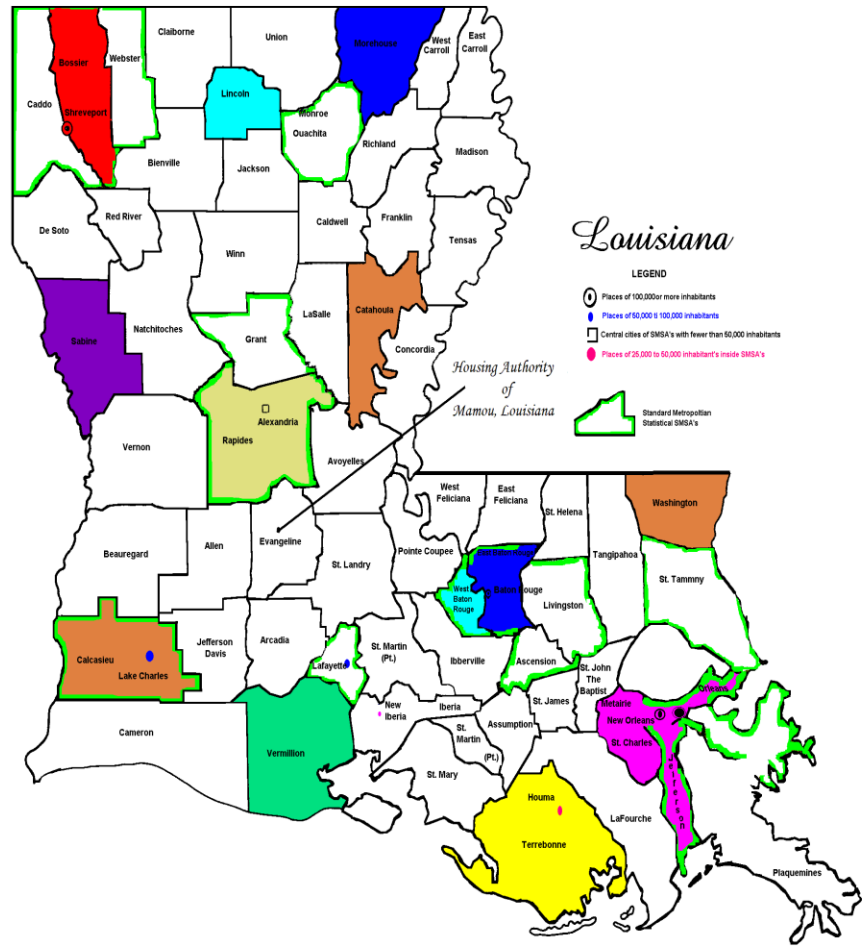 Claiborne
Union
West
Carroll
East
Carroll
Morehouse
Bossier
Webster
Lincoln
Caddo
Shreveport
Monroe
Ouachita
Richland
Madison
Bienville
Jackson
Red River
Caldwell
Franklin
De Soto
Tensas
Winn
Natchitoches
LaSalle
Catahoula
Sabine
Grant
Concordia
Alexandria
Rapides
Vernon
Avoyelles
Housing Authority
of
Mamou, Louisiana
Louisiana
LEGEND
Places of 100,000or more inhabitants
Places of 50,000 ti 100,000 inhabitants
Central cities of SMSA's with fewer than 50,000 inhabitants
Places of 25,000 to 50,000 inhabitant's inside SMSA's
Standard Metropoltian
Statistical SMSA's
West
Feliciana
East
Feliciana
St. Helena
Washington
Beauregard
Allen
Evangeline
St. Landry
Pointe Coupee
East Baton Rouge
Baton Rouge
West
Baton
Rouge
Tangipahoa
Livingston
St. Tammny
Calcasieu
Lake Charles
Jefferson
Davis
Arcadia
Lafayette
St. Martin
(Pt.)
Ibberville
Ascension
St. John
The
Baptist
Orleans
Metalrie
New Orleans
St. Charles
Jefferson
Cameron
Vermillion
New
Iberia
Iberia
St.
Martin
(Pt.)
St. Mary
Assumption
St. James
Houma
Terrebonne
LaFourche
Plaquemines